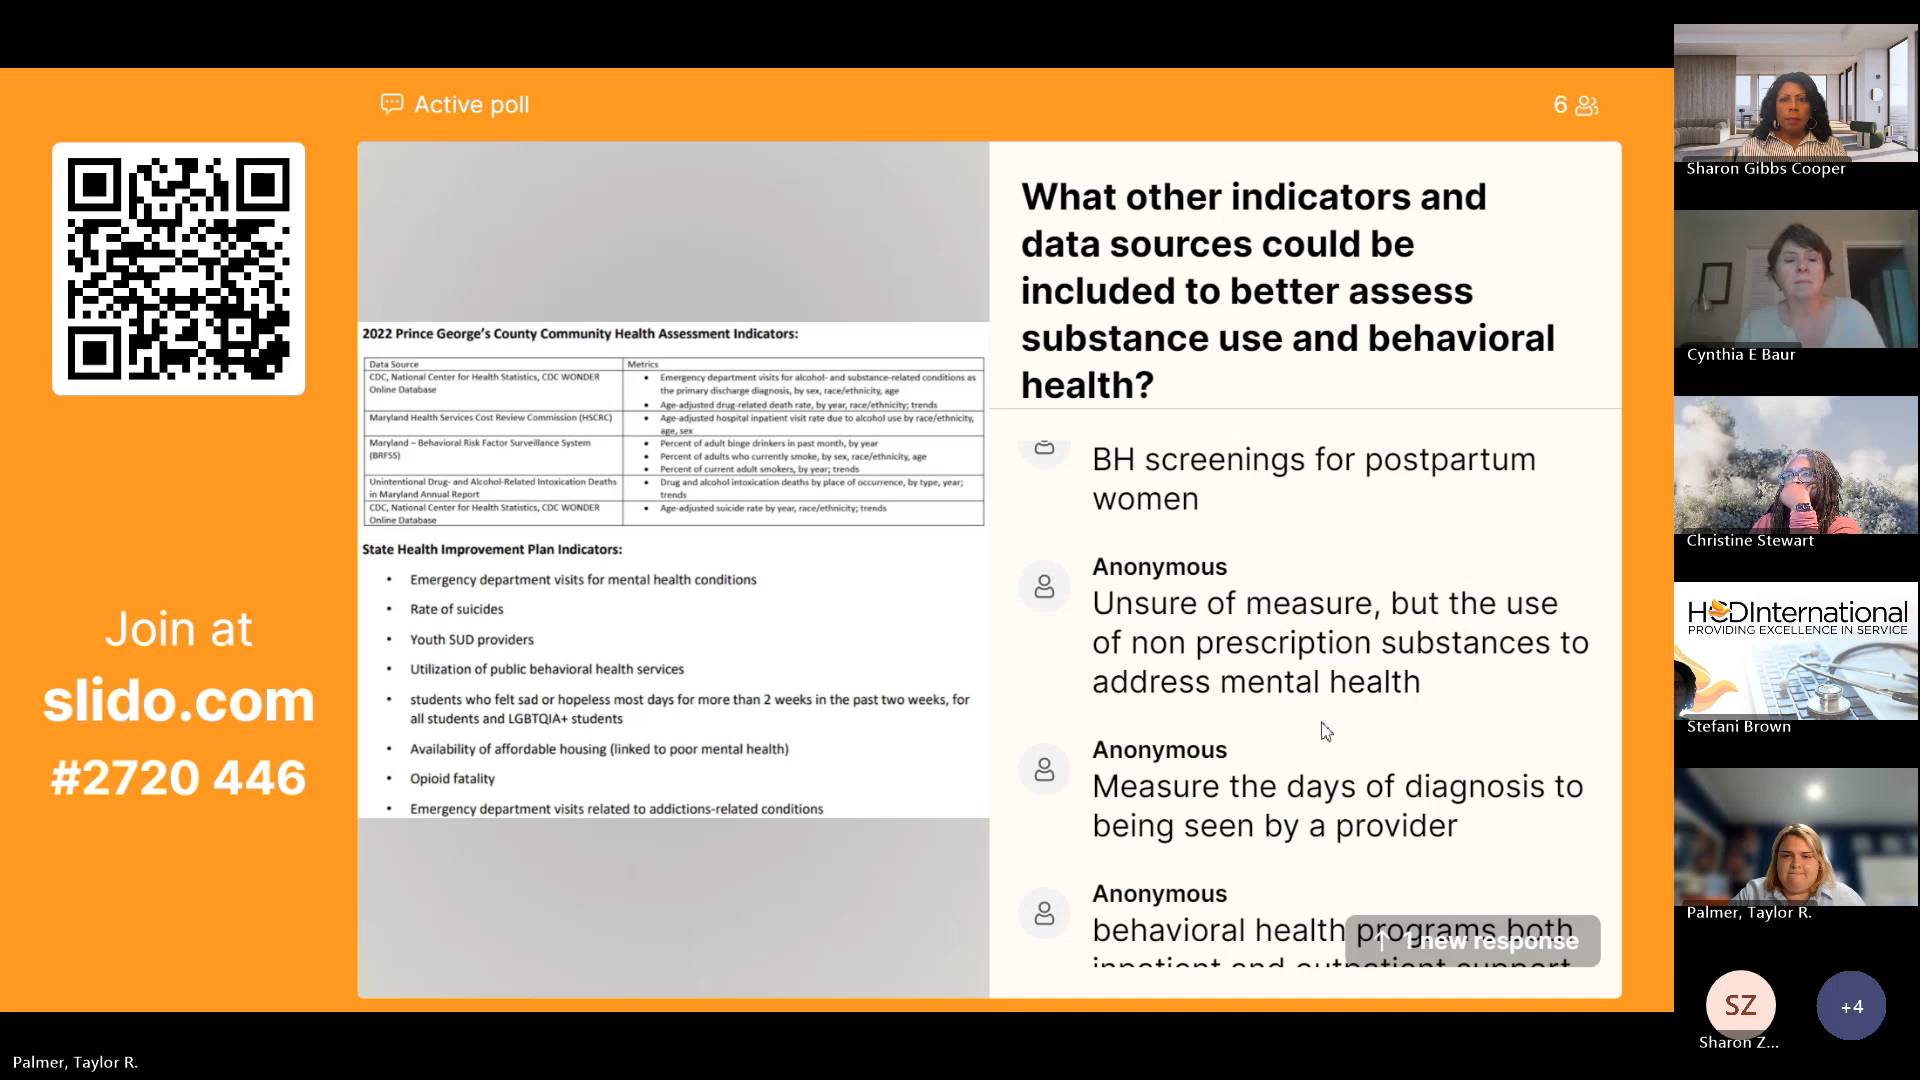 Active poll
6
Join at
slido.com
#2720 446
2022 Prince George's County Community Health Assessment Indicators:
Data Source
Metrics
CDC, National Center for Health Statistics, CDC WONDER
Online Database
• Emergency department visits for alcohol- and substance-related conditions as
the primary discharge diagnosis, by sex, race/ethnicity, age
• Age-adjusted drug-related death rate, by year, race/ethnicity; trends
Maryland Health Services Cost Review Commission (HSCRC)
• Age-adjusted hospital inpatient visit rate due to alcohol use by race/ethnicity,
age, sex
Maryland – Behavioral Risk Factor Surveillance System
(BRFSS)
• Percent of adult binge drinkers in past month, by year
• Percent of adults who currently smoke, by sex, race/ethnicity, age
• Percent of current adult smokers, by year; trends
Unintentional Drug- and Alcohol-Related Intoxication Deaths
in Maryland Annual Report
• Drug and alcohol intoxication deaths by place of occurrence, by type, year;
trends
CDC, National Center for Health Statistics, CDC WONDER
Online Database
• Age-adjusted suicide rate by year, race/ethnicity; trends
State Health Improvement Plan Indicators:
• Emergency department visits for mental health conditions
• Rate of suicides
• Youth SUD providers
• Utilization of public behavioral health services
• students who felt sad or hopeless most days for more than 2 weeks in the past two weeks, for
all students and LGBTQIA+ students
• Availability of affordable housing (linked to poor mental health)
• Opioid fatality
• Emergency department visits related to addictions-related conditions
What other indicators and
data sources could be
included to better assess
substance use and behavioral
health?
BH screenings for postpartum
women
Anonymous
Unsure of measure, but the use
of non prescription substances to
address mental health
Anonymous
Measure the days of diagnosis to
being seen by a provider
Anonymous
behavioral health programs both
inpatient and outpatient support
↑ 1 new response
Sharon Gibbs Cooper
Cynthia E Baur
Christine Stewart
HCDInternational
PROVIDING EXCELLENCE IN SERVICE
Stefani Brown
Palmer, Taylor R.
SZ
+4
Sharon Z...
Palmer, Taylor R.